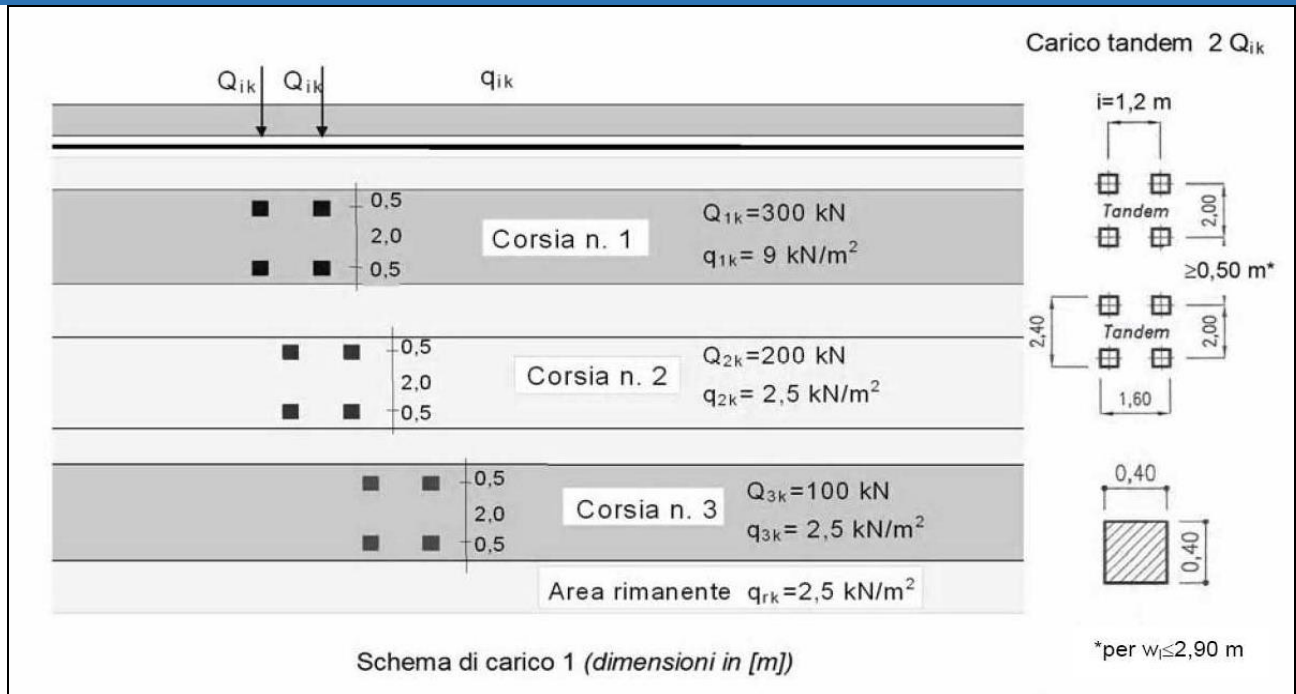 Carico tandem 2 Qik
Qik Qik qik
i=1,2 m
0,5
2,0
0,5
Corsia n. 1
Q1k=300 kN
q1k= 9 kN/m²
Tandem
2,00
≥0,50 m*
0,5
2,0
0,5
Corsia n. 2
Q2k=200 kN
q2k= 2,5 kN/m²
2,40
Tandem
2,00
1,60
0,5
2,0
0,5
Corsia n. 3
Q3k=100 kN
q3k= 2,5 kN/m²
0,40
0,40
Area rimanente qrk=2,5 kN/m²
Schema di carico 1 (dimensioni in [m])
*per wl≤2,90 m